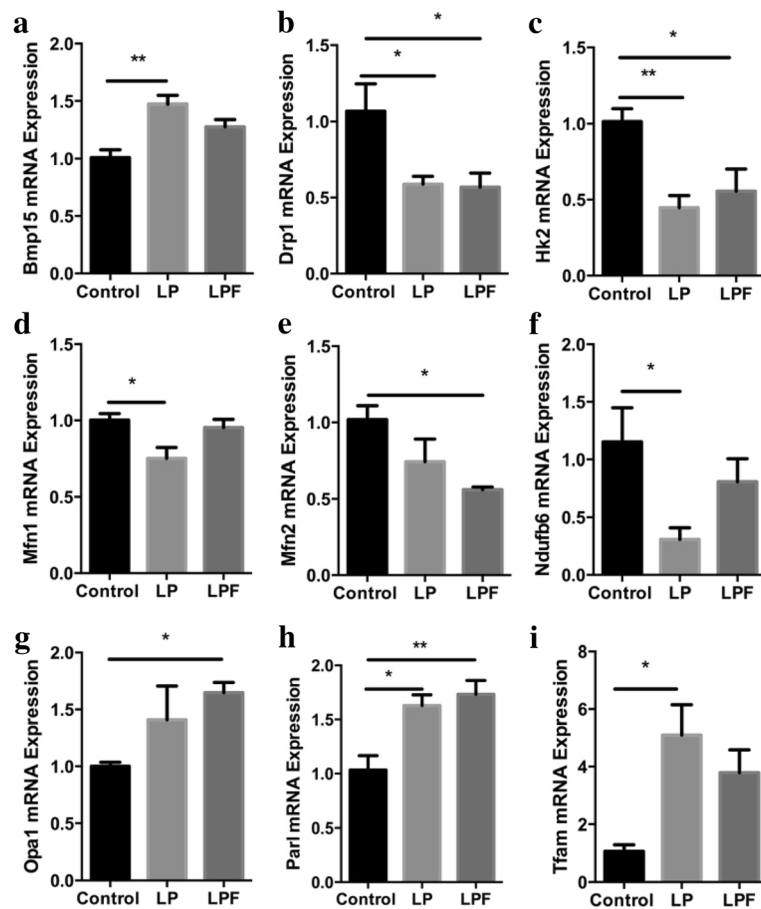 a
**
Bmp15 mRNA Expression
2.0
1.5
1.0
0.5
0.0
Control LP LPF
b
*
*
Drp1 mRNA Expression
1.5
1.0
0.5
0.0
Control LP LPF
c
*
**
Hk2 mRNA Expression
1.5
1.0
0.5
0.0
Control LP LPF
d
*
Mfn1 mRNA Expression
1.5
1.0
0.5
0.0
Control LP LPF
e
*
Mfn2 mRNA Expression
1.5
1.0
0.5
0.0
Control LP LPF
f
*
Ndufb6 mRNA Expression
2.0
1.5
1.0
0.5
0.0
Control LP LPF
g
*
Opa1 mRNA Expression
2.0
1.5
1.0
0.5
0.0
Control LP LPF
h
**
*
Parl mRNA Expression
2.0
1.5
1.0
0.5
0.0
Control LP LPF
i
*
Tfam mRNA Expression
8
6
4
2
0
Control LP LPF